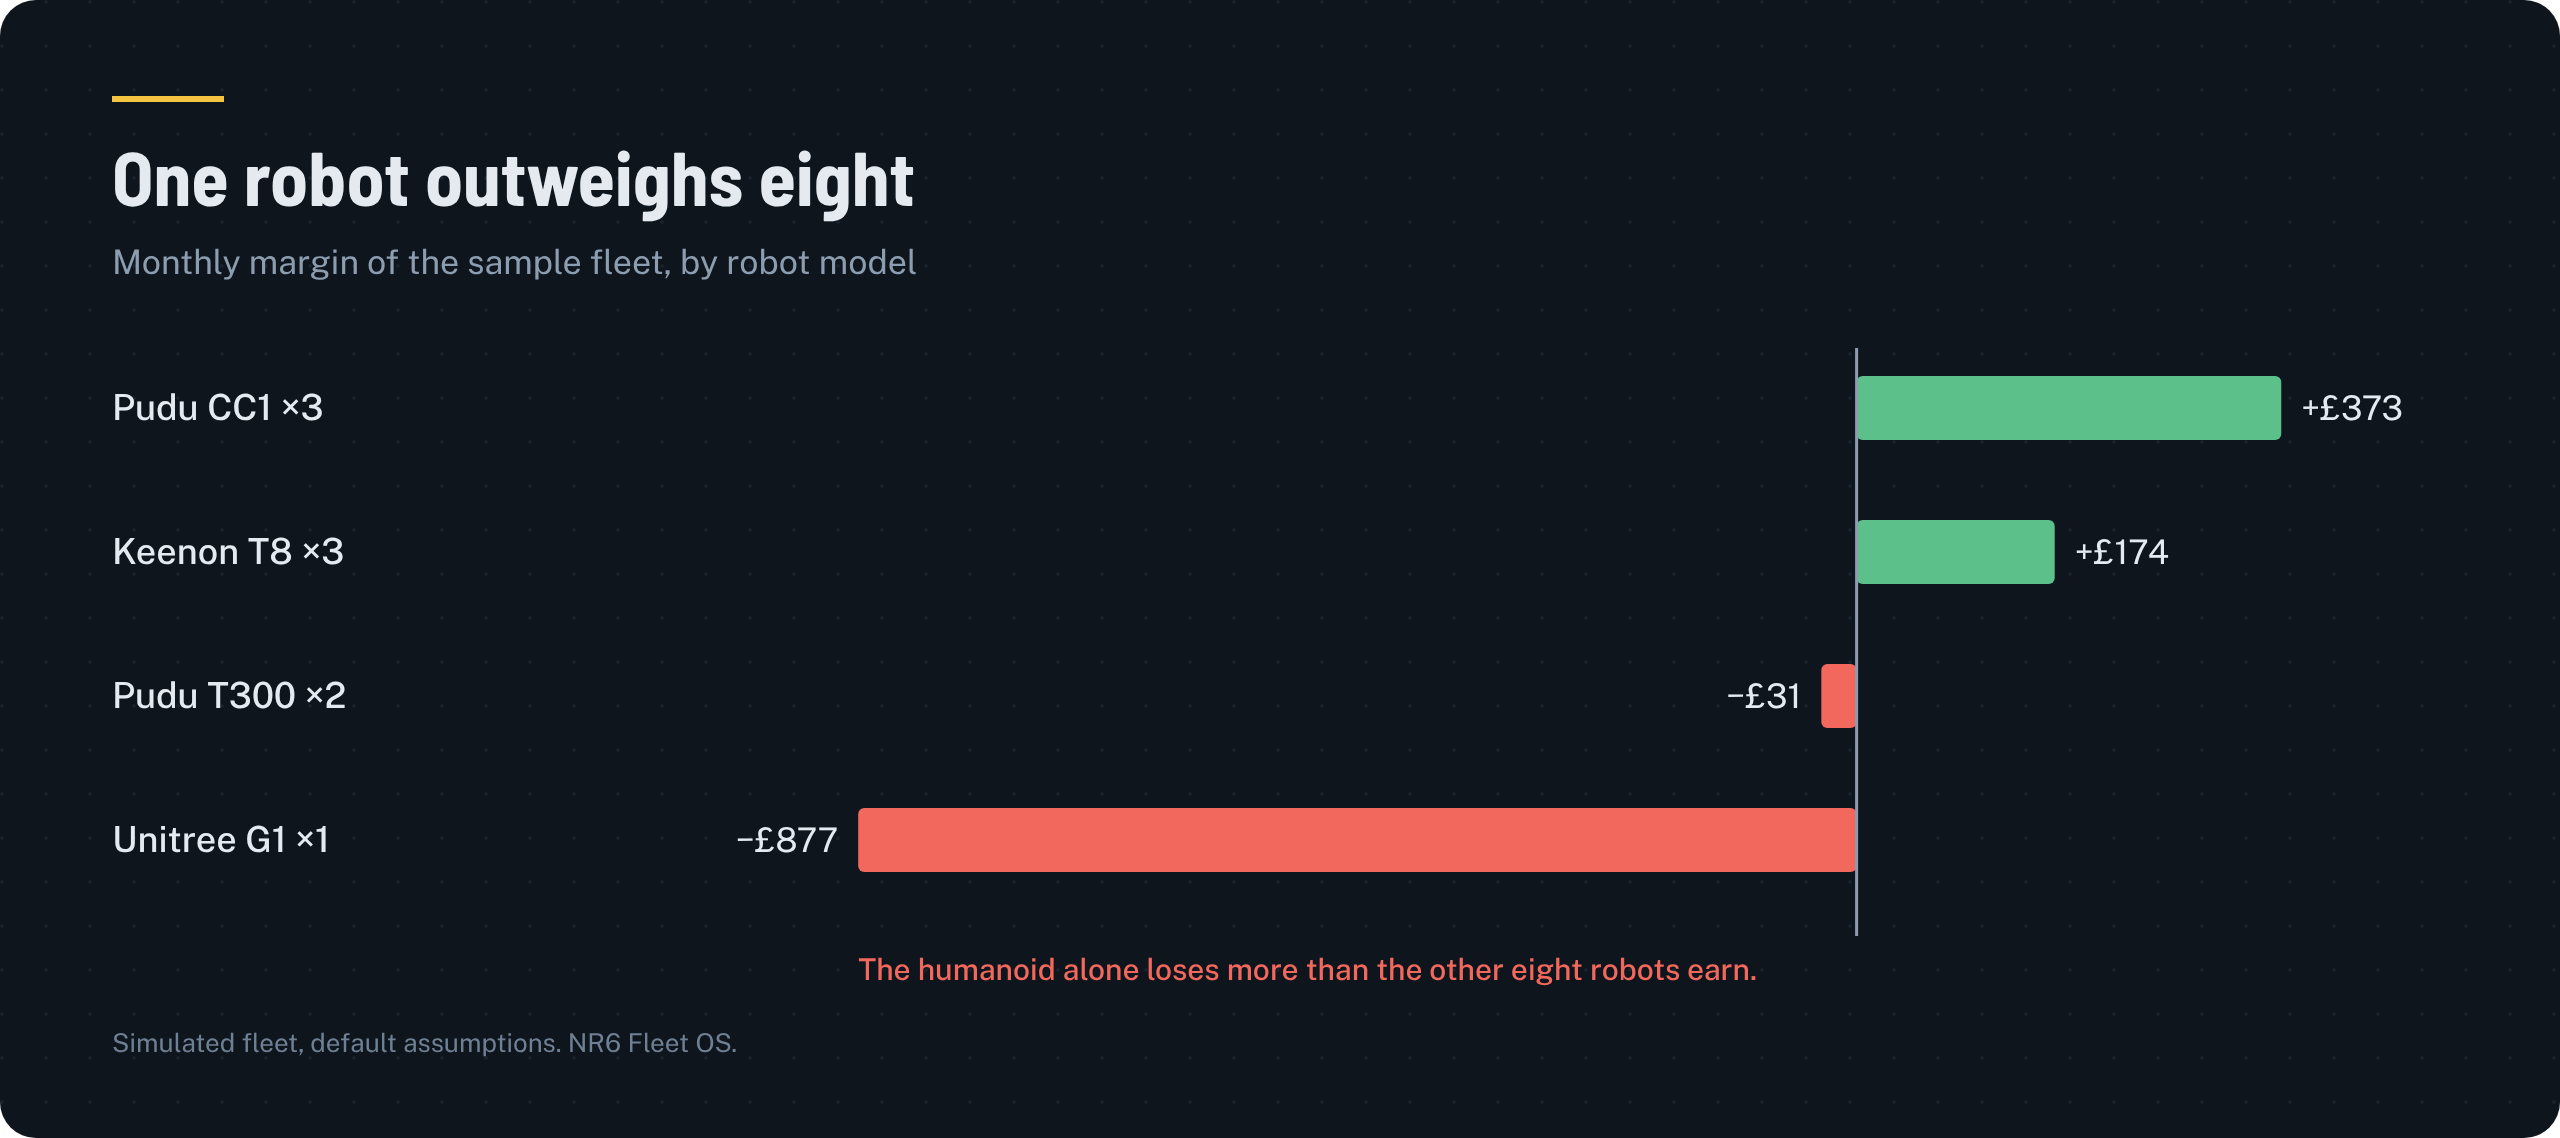 One robot outweighs eight
Monthly margin of the sample fleet, by robot model
Pudu CC1 ×3
+£373
Keenon T8 ×3
+£174
Pudu T300 ×2
−£31
Unitree G1 ×1
−£877
The humanoid alone loses more than the other eight robots earn.
Simulated fleet, default assumptions. NR6 Fleet OS.